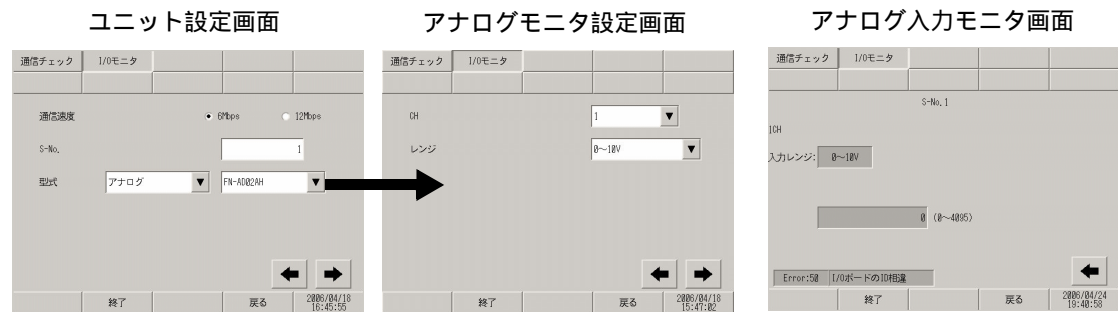 ユニット設定画面
アナログモニタ設定画面
アナログ入力モニタ画面
通信チェック I/Oモニタ
通信速度 6Mbps 12Mbps
S-No. 1
型式 アナログ FN-AD02AH
終了 戻る 2006/04/18
16:45:55
通信チェック I/Oモニタ
CH 1
レンジ 0～10V
終了 戻る 2006/04/18
15:47:02
通信チェック I/Oモニタ
S-No. 1
1CH
入力レンジ: 0～10V
0 (0～4095)
Error:50 I/OボードのID相違
終了 戻る 2006/04/24
19:40:58